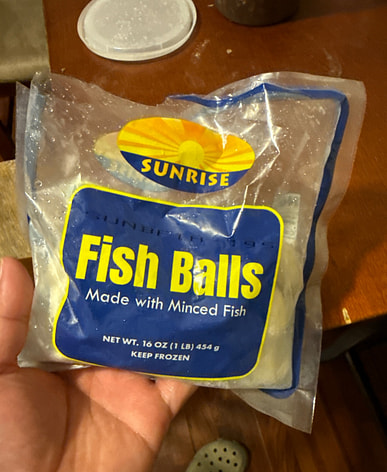 SUNRISE
Fish Balls
Made with Minced Fish
NET WT. 16 OZ (1 LB) 454 g
KEEP FROZEN